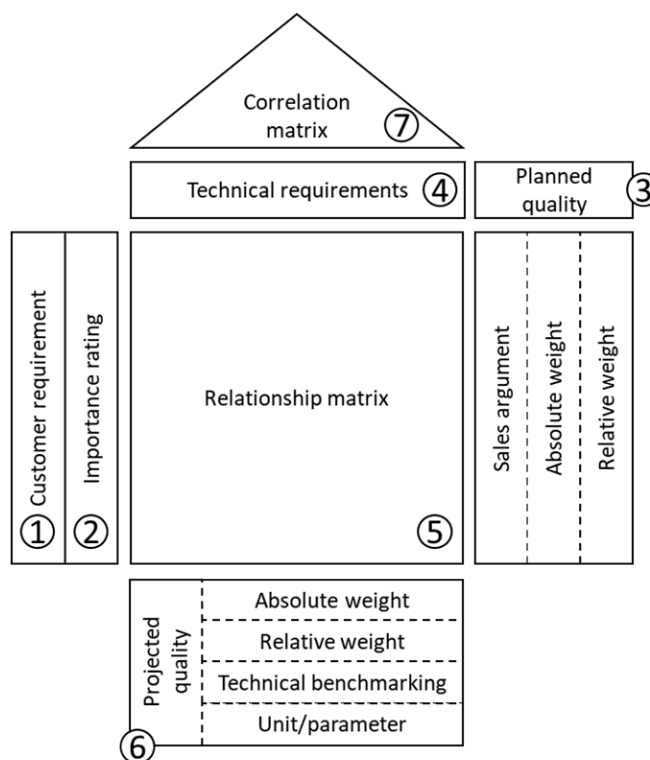 Correlation
matrix
⑦
Technical requirements
④
Planned
quality
③
Customer requirement
①
Importance rating
②
Relationship matrix
⑤
Sales argument
Absolute weight
Relative weight
Projected
quality
⑥
Absolute weight
Relative weight
Technical benchmarking
Unit/parameter